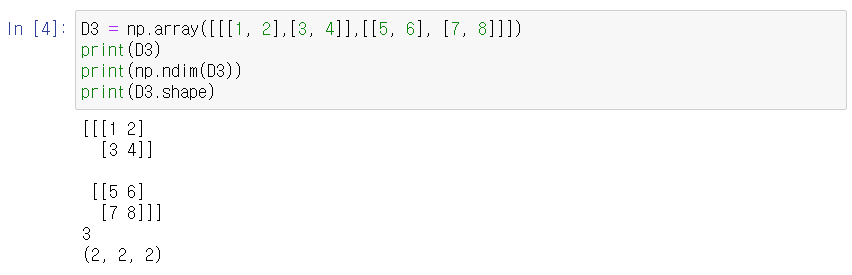 In [4]: D3 = np.array([[[1, 2],[3, 4]],[[5, 6], [7, 8]]])
print(D3)
print(np.ndim(D3))
print(D3.shape)
[[[1 2]
  [3 4]]
 [[5 6]
  [7 8]]]
3
(2, 2, 2)